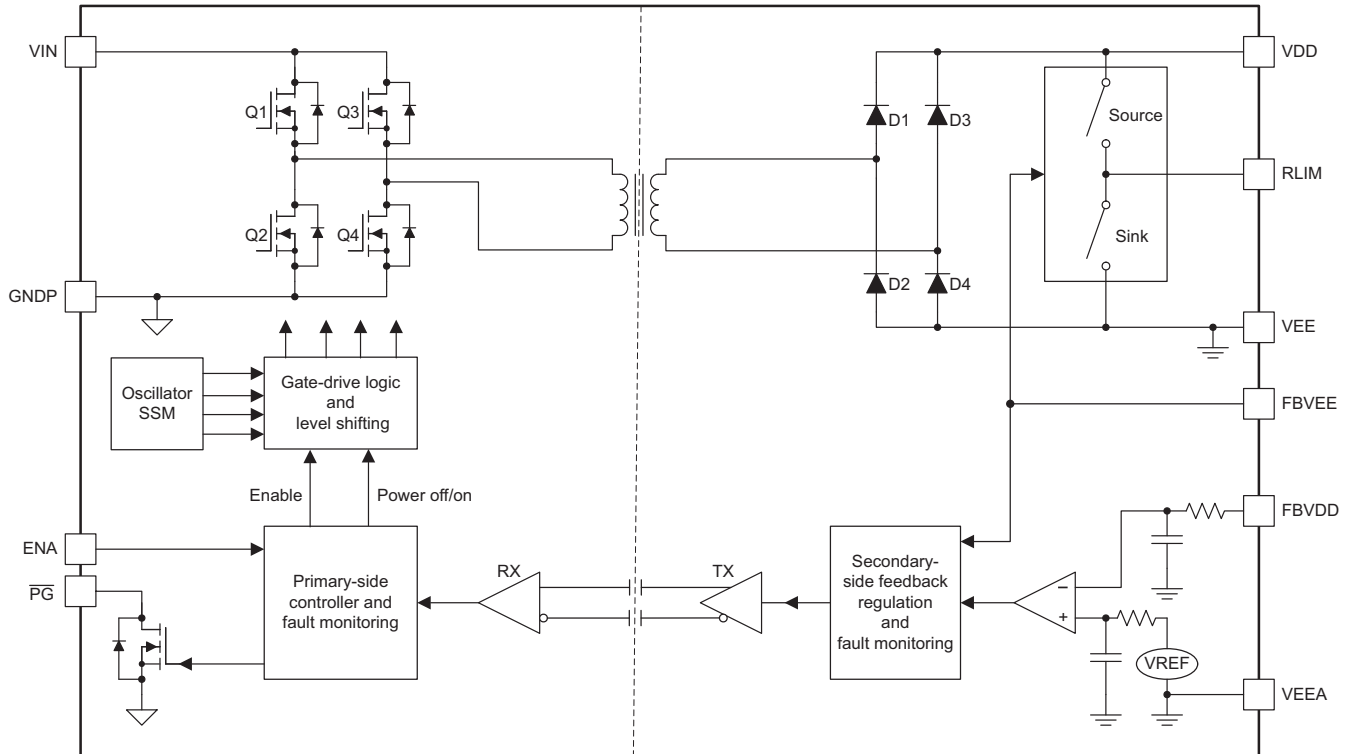 VIN
VDD
Q1
Q3
D1
D3
Source
RLIM
Q2
Q4
Sink
D2
D4
GNDP
VEE
Oscillator
SSM
Gate-drive logic
and
level shifting
FBVEE
Enable
Power off/on
FBVDD
ENA
PG
Primary-side
controller and
fault monitoring
RX
TX
Secondary-
side feedback
regulation
and
fault monitoring
–
+
VREF
VEEA